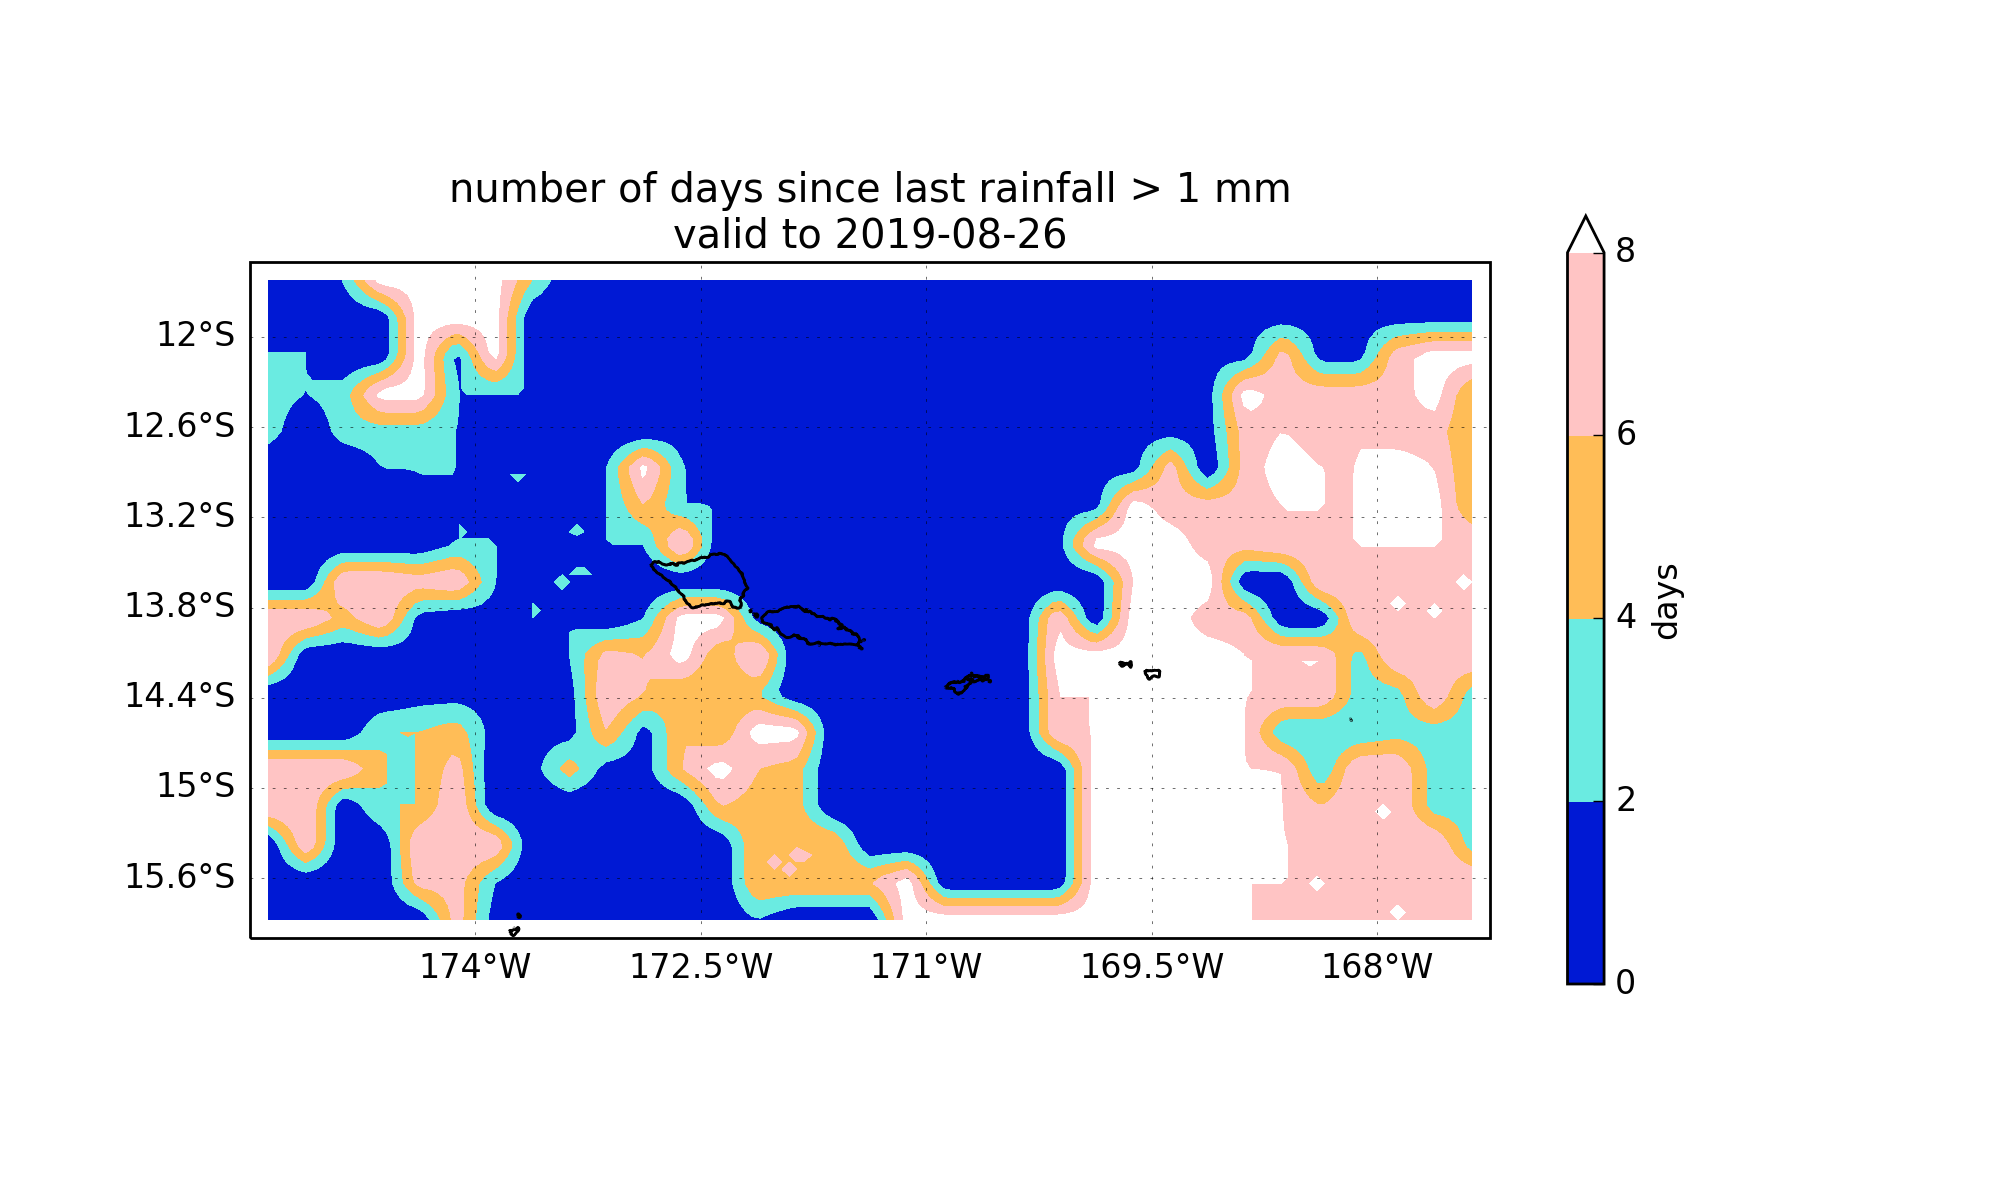 number of days since last rainfall > 1 mm
valid to 2019-08-26
12°S
12.6°S
13.2°S
13.8°S
14.4°S
15°S
15.6°S
174°W
172.5°W
171°W
169.5°W
168°W
8
6
4
2
0
days